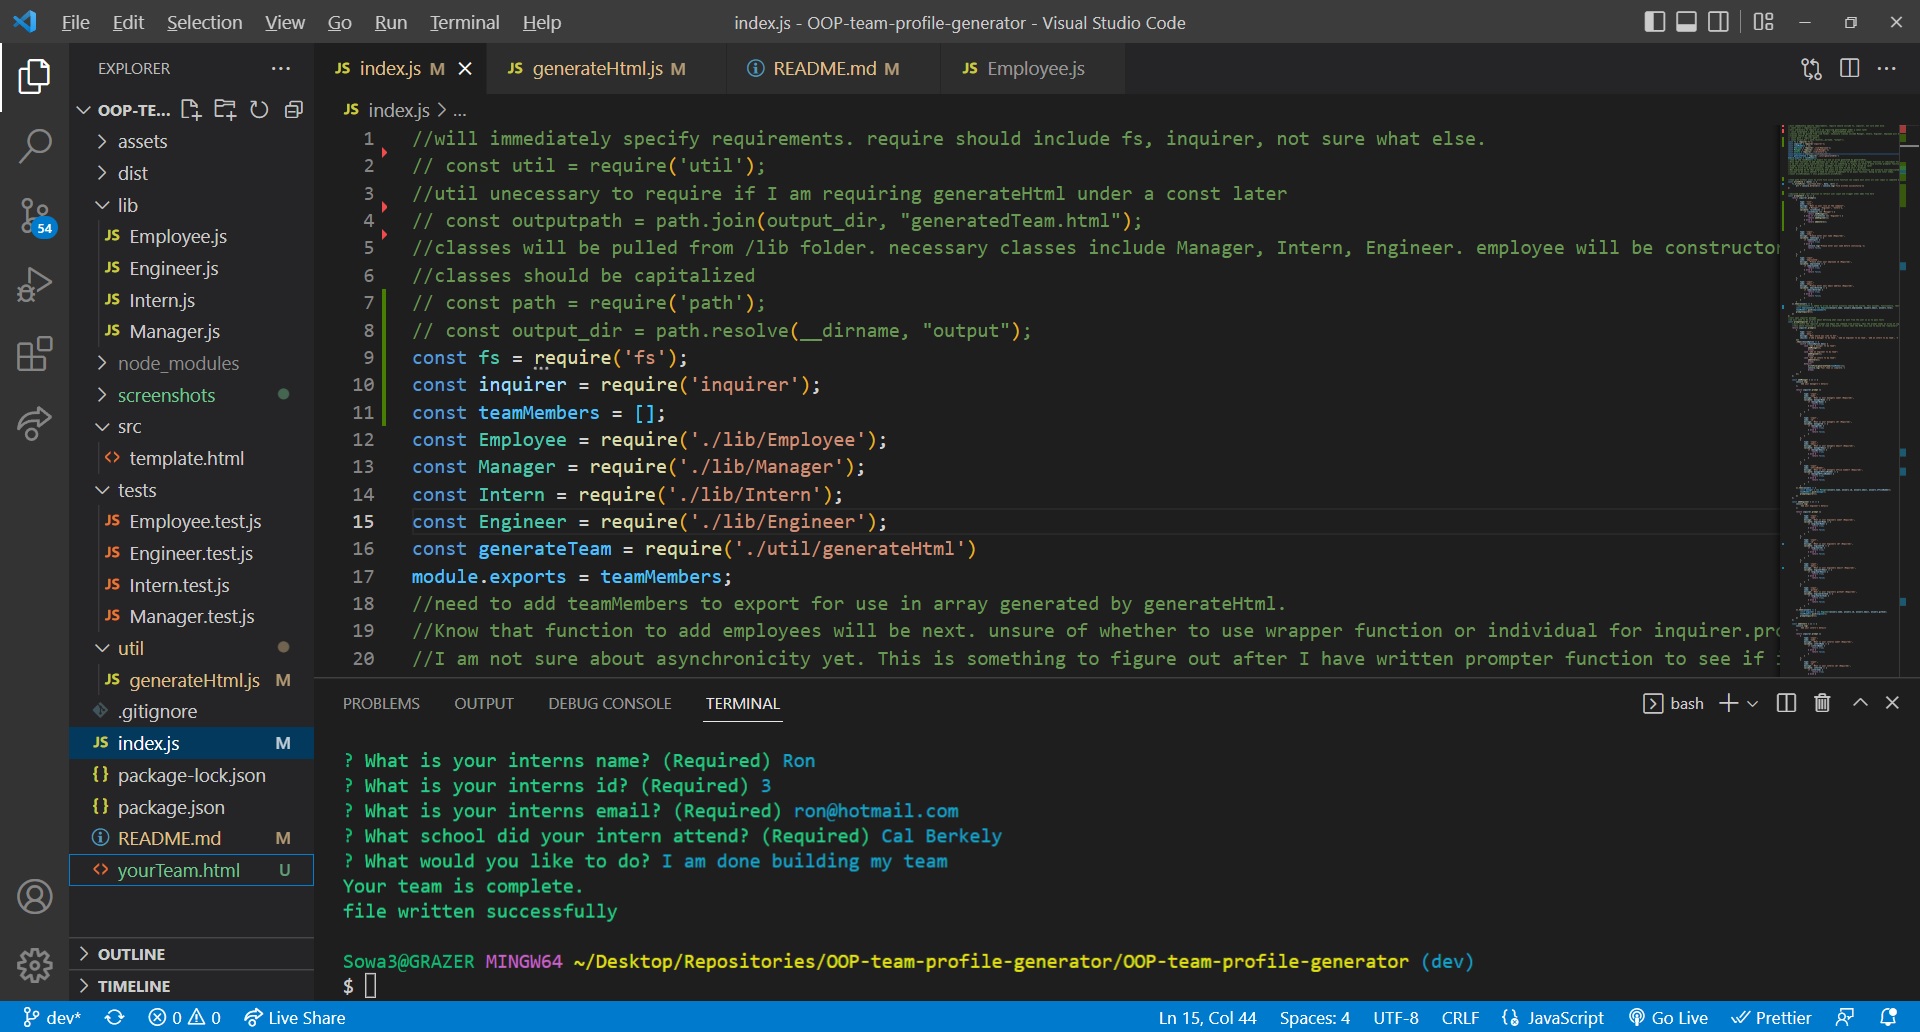 File Edit Selection View Go Run Terminal Help
index.js - OOP-team-profile-generator - Visual Studio Code
EXPLORER
OOP-TE...
assets
dist
lib
JS Employee.js
JS Engineer.js
JS Intern.js
JS Manager.js
node_modules
screenshots
src
<> template.html
tests
JS Employee.test.js
JS Engineer.test.js
JS Intern.test.js
JS Manager.test.js
util
JS generateHtml.js M
.gitignore
JS index.js M
{} package-lock.json
{} package.json
README.md M
<> yourTeam.html U
OUTLINE
TIMELINE
54
JS index.js M
JS generateHtml.js M
README.md M
JS Employee.js
JS index.js > ...
1 //will immediately specify requirements. require should include fs, inquirer, not sure what else.
2 // const util = require('util');
3 //util unecessary to require if I am requiring generateHtml under a const later
4 // const outputpath = path.join(output_dir, "generatedTeam.html");
5 //classes will be pulled from /lib folder. necessary classes include Manager, Intern, Engineer. employee will be constructor
6 //classes should be capitalized
7 // const path = require('path');
8 // const output_dir = path.resolve(__dirname, "output");
9 const fs = require('fs');
10 const inquirer = require('inquirer');
11 const teamMembers = [];
12 const Employee = require('./lib/Employee');
13 const Manager = require('./lib/Manager');
14 const Intern = require('./lib/Intern');
15 const Engineer = require('./lib/Engineer');
16 const generateTeam = require('./util/generateHtml')
17 module.exports = teamMembers;
18 //need to add teamMembers to export for use in array generated by generateHtml.
19 //Know that function to add employees will be next. unsure of whether to use wrapper function or individual for inquirer.pro
20 //I am not sure about asynchronicity yet. This is something to figure out after I have written prompter function to see if
PROBLEMS OUTPUT DEBUG CONSOLE TERMINAL
bash
? What is your interns name? (Required) Ron
? What is your interns id? (Required) 3
? What is your interns email? (Required) ron@hotmail.com
? What school did your intern attend? (Required) Cal Berkely
? What would you like to do? I am done building my team
Your team is complete.
file written successfully
Sowa3@GRAZER MINGW64 ~/Desktop/Repositories/OOP-team-profile-generator/OOP-team-profile-generator (dev)
$
dev* 0 0 Live Share
Ln 15, Col 44 Spaces: 4 UTF-8 CRLF {} JavaScript Go Live Prettier